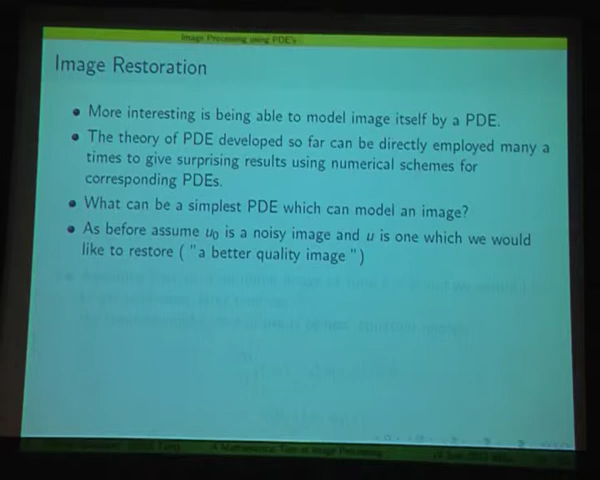 Image Processing using PDE's
Image Restoration
More interesting is being able to model image itself by a PDE.
The theory of PDE developed so far can be directly employed many a
times to give surprising results using numerical schemes for
corresponding PDEs.
What can be a simplest PDE which can model an image?
As before assume u0 is a noisy image and u is one which we would
like to restore ( "a better quality image ")
A Mathematical Tour of Image Processing